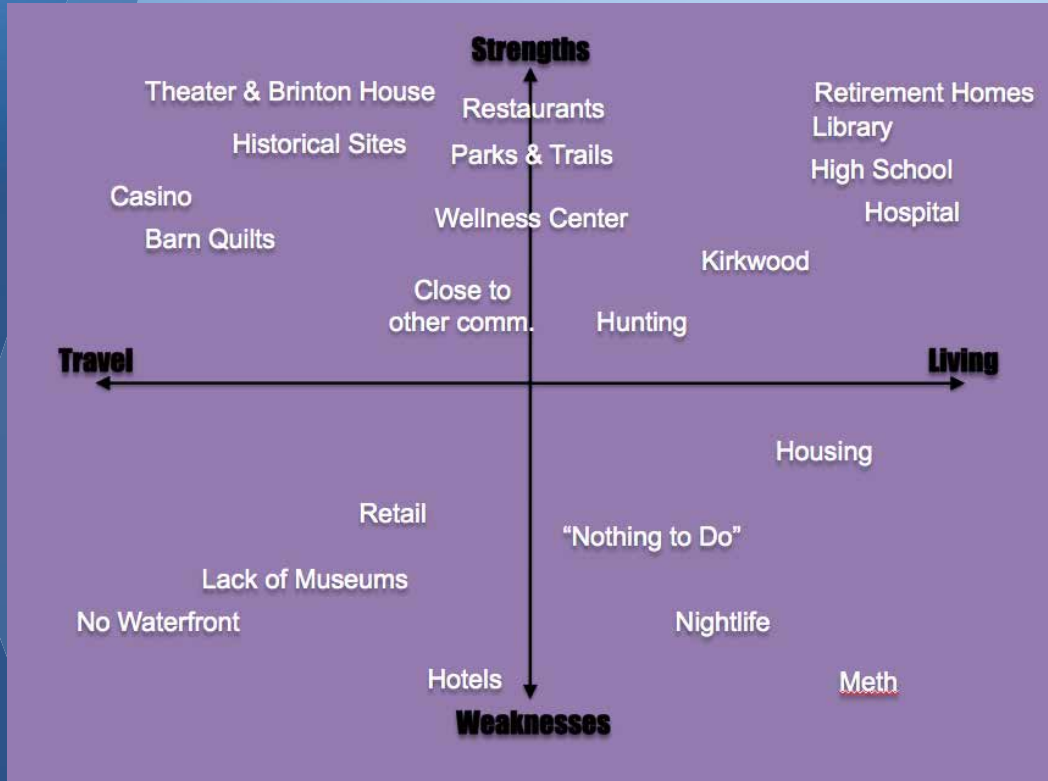 Strengths
Theater & Brinton House
Restaurants
Retirement Homes
Library
Historical Sites
Parks & Trails
High School
Casino
Wellness Center
Hospital
Barn Quilts
Kirkwood
Close to
other comm.
Hunting
Travel
Living
Housing
Retail
“Nothing to Do”
Lack of Museums
No Waterfront
Nightlife
Hotels
Meth
Weaknesses